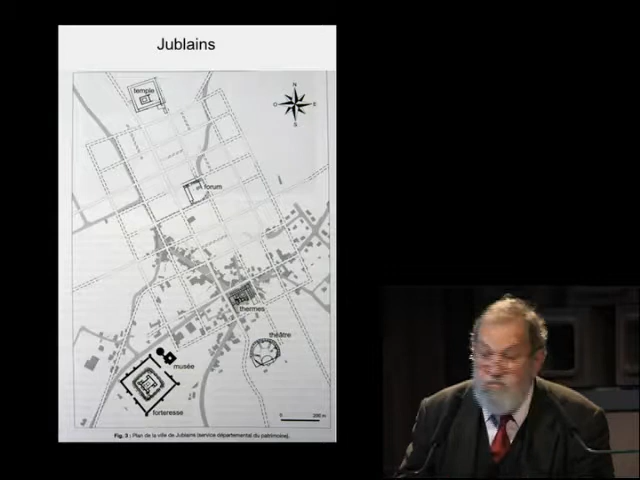 Jublains
temple
N
O E
S
forum
thermes
théâtre
musée
forteresse
200 m
Fig. 3 : Plan de la ville de Jublains (service départemental du patrimoine).